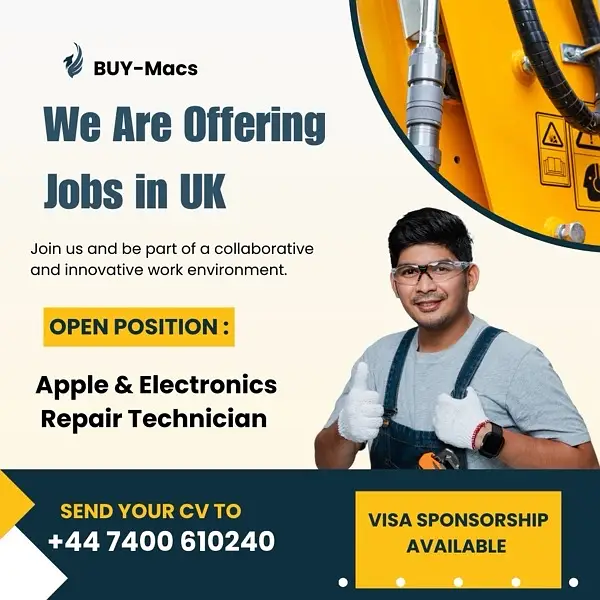 BUY-Macs
We Are Offering
Jobs in UK
Join us and be part of a collaborative
and innovative work environment.
OPEN POSITION :
Apple & Electronics
Repair Technician
SEND YOUR CV TO
+44 7400 610240
VISA SPONSORSHIP
AVAILABLE